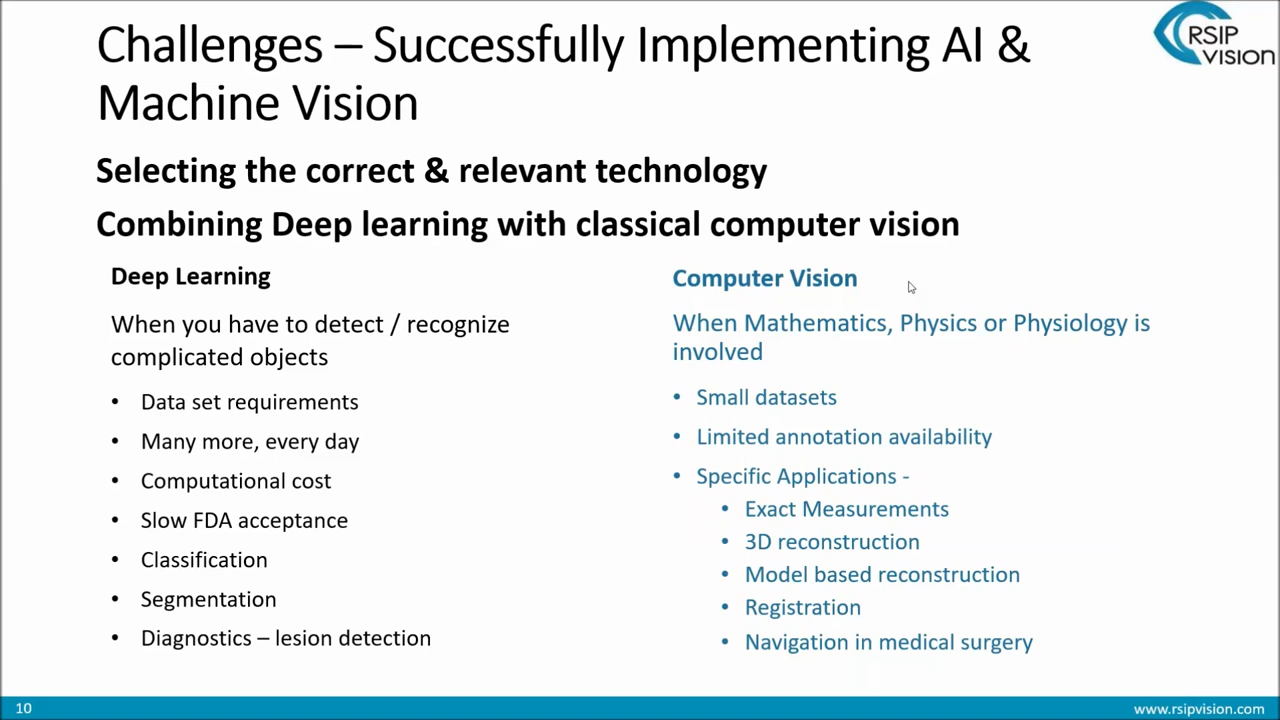 Challenges – Successfully Implementing AI &
Machine Vision
RSIP
VISION
Selecting the correct & relevant technology
Combining Deep learning with classical computer vision
Deep Learning
When you have to detect / recognize
complicated objects
• Data set requirements
• Many more, every day
• Computational cost
• Slow FDA acceptance
• Classification
• Segmentation
• Diagnostics – lesion detection
Computer Vision
When Mathematics, Physics or Physiology is
involved
• Small datasets
• Limited annotation availability
• Specific Applications -
• Exact Measurements
• 3D reconstruction
• Model based reconstruction
• Registration
• Navigation in medical surgery
10
www.rsipvision.com